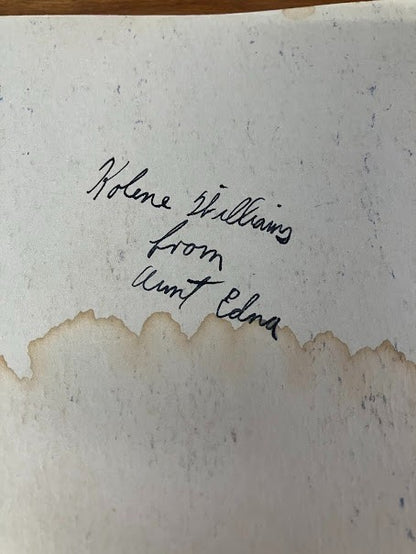 Kolene Williams
from
Aunt Edna